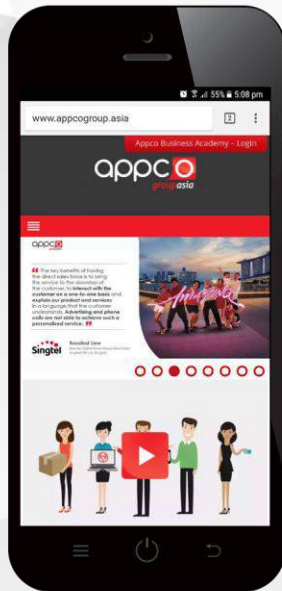 55% 5:08 pm
www.appcogroup.asia
2
Appco Business Academy – Login
appco
groupasia
appco
The key benefits of having
the direct sales force is to bring
the service to the doorstep of
the customer, to interact with the
customer on a one-to-one basis and
explain our product and services
in a language that the customer
understands. Advertising and phone
calls are not able to achieve such a
personalised service.
Singtel
Rosalind Liew